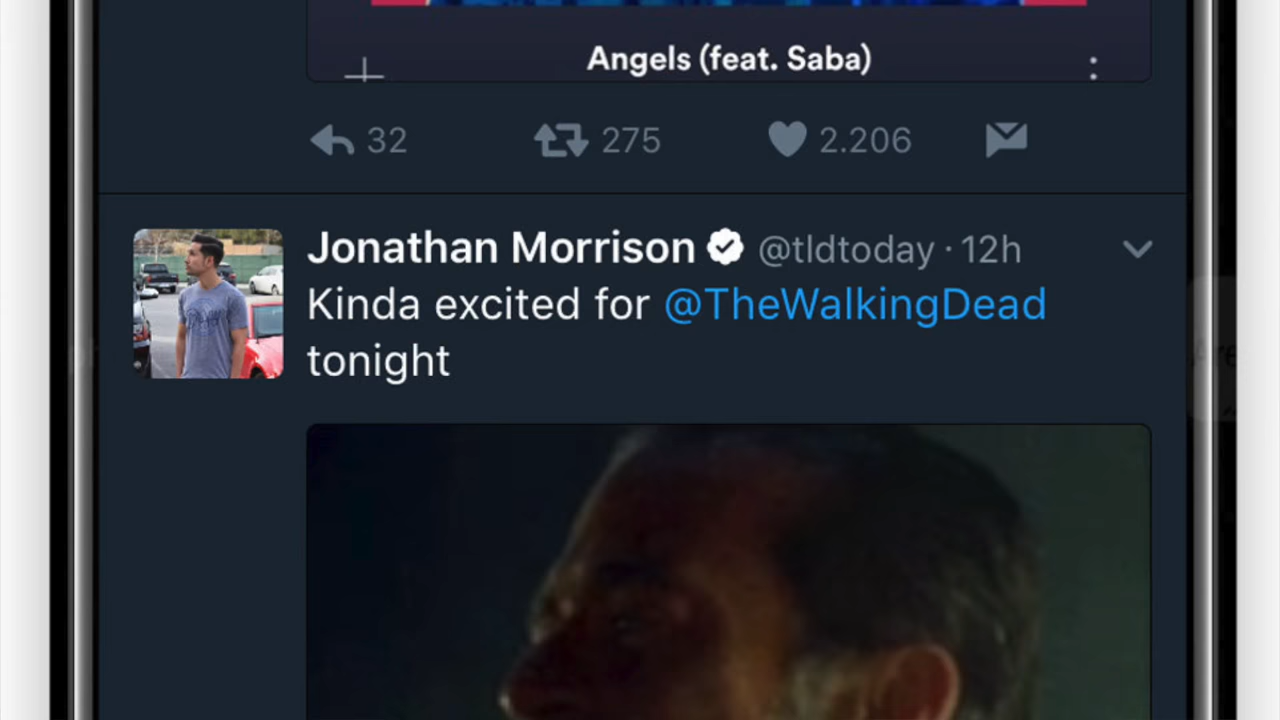 Angels (feat. Saba)
32 275 2.206
Jonathan Morrison @tldtoday · 12h
Kinda excited for @TheWalkingDead
tonight